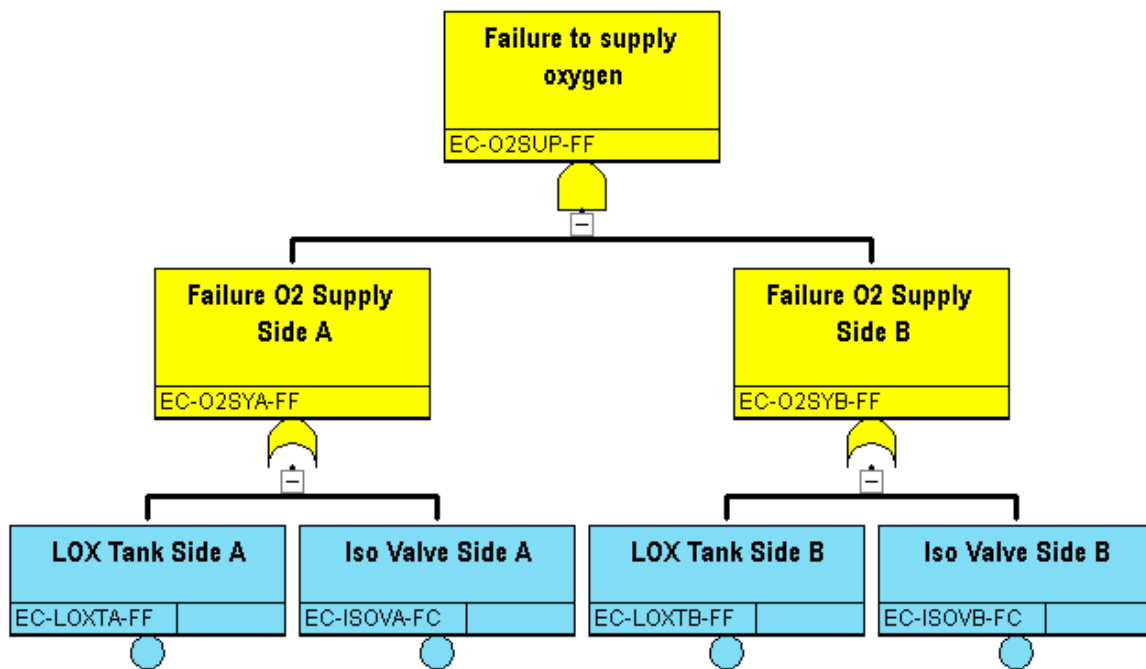 Failure to supply
oxygen
EC-O2SUP-FF
Failure O2 Supply
Side A
EC-O2SYA-FF
Failure O2 Supply
Side B
EC-O2SYB-FF
LOX Tank Side A
EC-LOXTA-FF
Iso Valve Side A
EC-ISOVA-FC
LOX Tank Side B
EC-LOXTB-FF
Iso Valve Side B
EC-ISOVB-FC